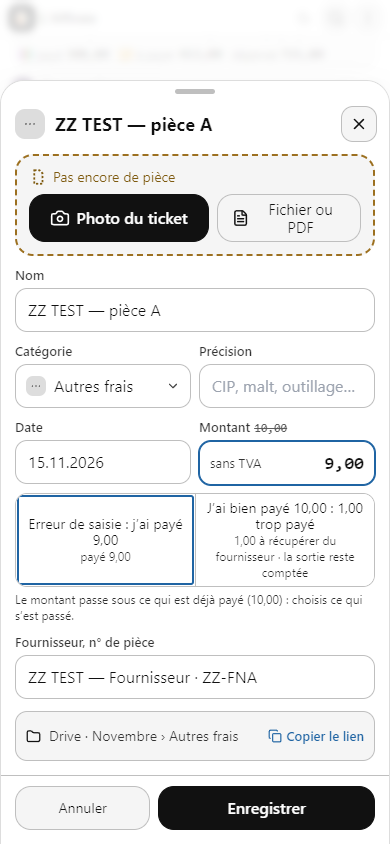 ZZ TEST — pièce A
Pas encore de pièce
Photo du ticket
Fichier ou
PDF
Nom
ZZ TEST — pièce A
Catégorie
Précision
Autres frais
CIP, malt, outillage...
Date
Montant 10,00
15.11.2026
sans TVA
9,00
Erreur de saisie : j'ai payé
9,00
payé 9,00
J'ai bien payé 10,00 : 1,00
trop payé
1,00 à récupérer du
fournisseur · la sortie reste
comptée
Le montant passe sous ce qui est déjà payé (10,00) : choisis ce qui
s'est passé.
Fournisseur, n° de pièce
ZZ TEST — Fournisseur · ZZ-FNA
Drive · Novembre › Autres frais
Copier le lien
Annuler
Enregistrer